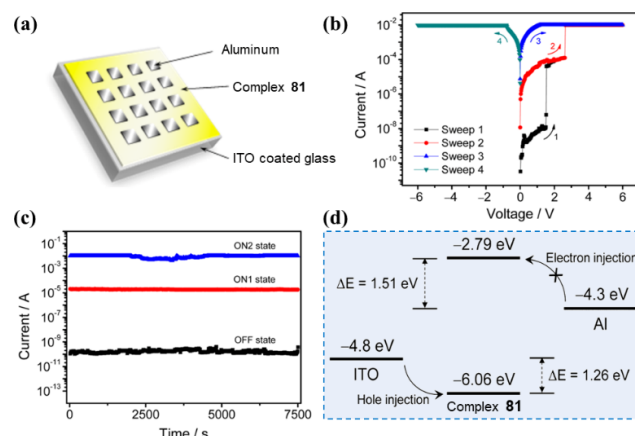 (a)
Aluminum
Complex 81
ITO coated glass
(b)
Current / A
10⁻²
10⁻⁴
10⁻⁶
10⁻⁸
10⁻¹⁰
4
3
2
1
Sweep 1
Sweep 2
Sweep 3
Sweep 4
−6 −4 −2 0 2 4 6
Voltage / V
(c)
Current / A
10⁻¹
10⁻³
10⁻⁵
10⁻⁷
10⁻⁹
10⁻¹¹
10⁻¹³
ON2 state
ON1 state
OFF state
0 2500 5000 7500
Time / s
(d)
−2.79 eV
Electron injection
ΔE = 1.51 eV
−4.3 eV
Al
−4.8 eV
ITO
−6.06 eV
ΔE = 1.26 eV
Hole injection
Complex 81